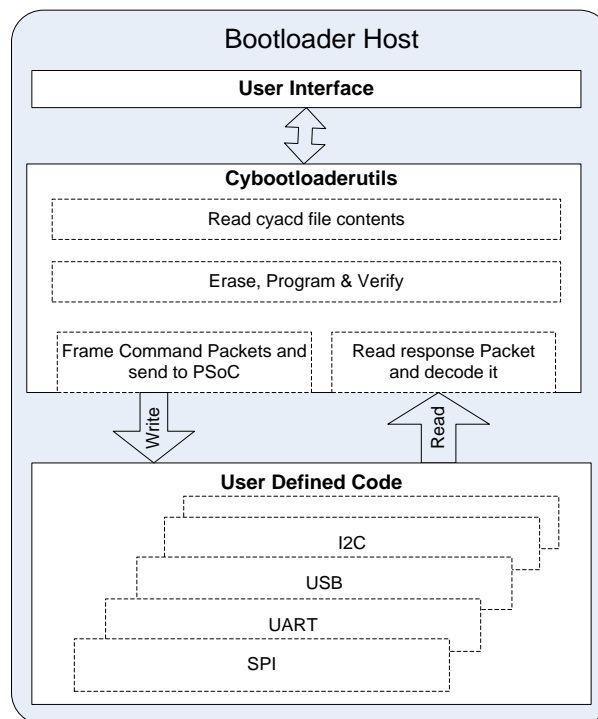 Bootloader Host
User Interface
Cybootloaderutils
Read cyacd file contents
Erase, Program & Verify
Frame Command Packets and
send to PSoC
Read response Packet
and decode it
Write
Read
User Defined Code
I2C
USB
UART
SPI